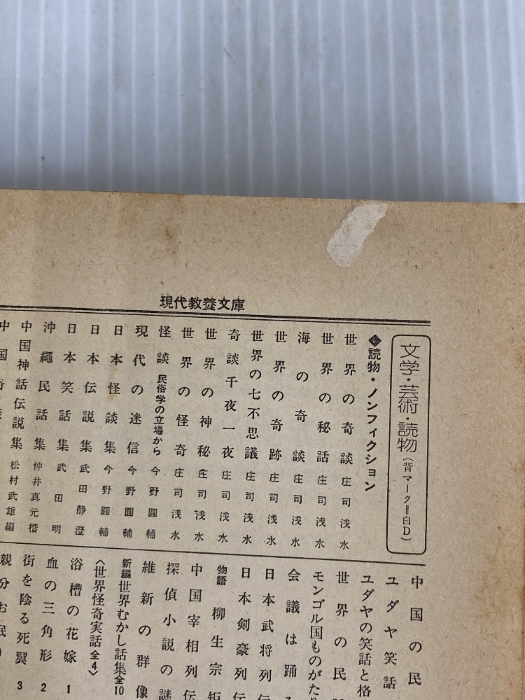 現代教養文庫
文学・芸術・読物(背マーク=白D)
◆読物・ノンフィクション
世界の奇談 庄司浅水
世界の秘話 庄司浅水
海の奇談 庄司浅水
世界の奇跡 庄司浅水
世界の七不思議 庄司浅水
奇談千夜一夜 庄司浅水
世界の神秘 庄司浅水
世界の怪奇 庄司浅水
怪談 民俗学の立場から 今野圓輔
現代の迷信 今野圓輔
日本怪談集 今野圓輔
日本伝説集 武田静澄
日本笑話集 武田明
沖縄民話集 仲井真元楷
中国神話伝説集 松村武雄編
中国
中国の民
ユダヤ笑話
ユダヤの笑話と格
世界の民
モンゴル国ものがた
会議は踊る
日本武将列伝
日本剣豪列伝
物語 柳生宗矩
中国宰相列伝
探偵小説の謎
維新の群像
新編 世界むかし話集 全10
〈世界怪奇実話 全4〉
浴槽の花嫁 1
血の三角形 2
街を陰る死翼 3
親分お